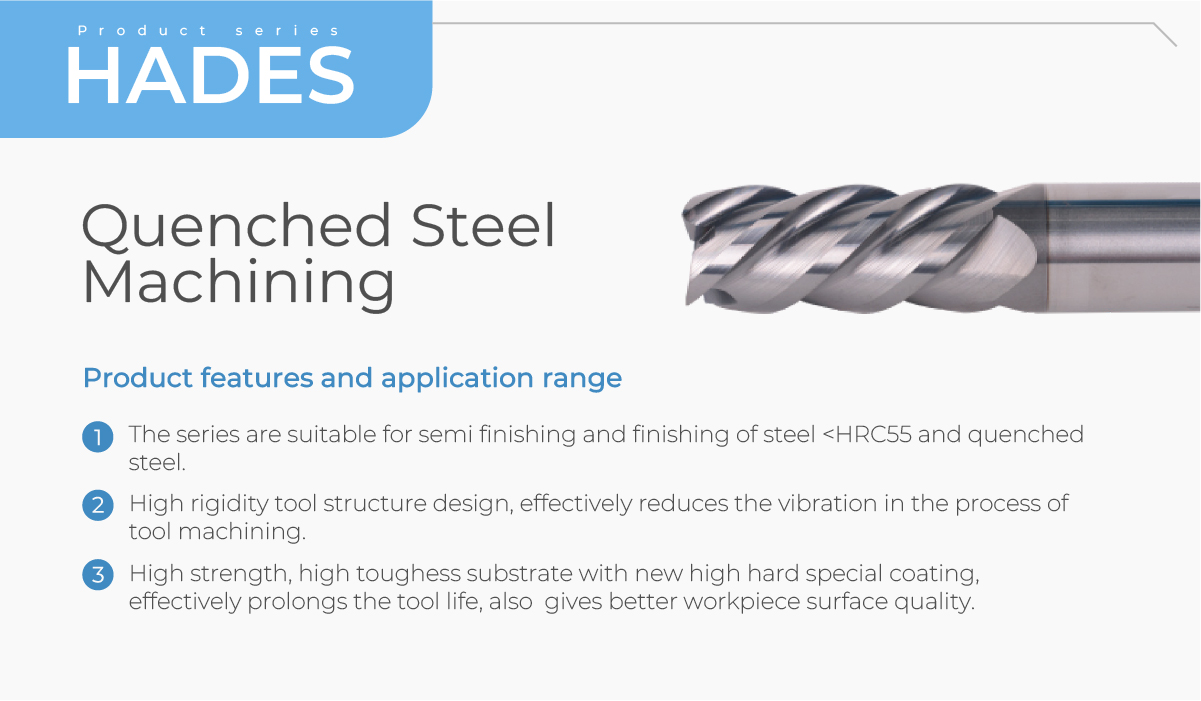 Product series
HADES
Quenched Steel
Machining
Product features and application range
1 The series are suitable for semi finishing and finishing of steel <HRC55 and quenched
steel.
2 High rigidity tool structure design, effectively reduces the vibration in the process of
tool machining.
3 High strength, high toughess substrate with new high hard special coating,
effectively prolongs the tool life, also  gives better workpiece surface quality.